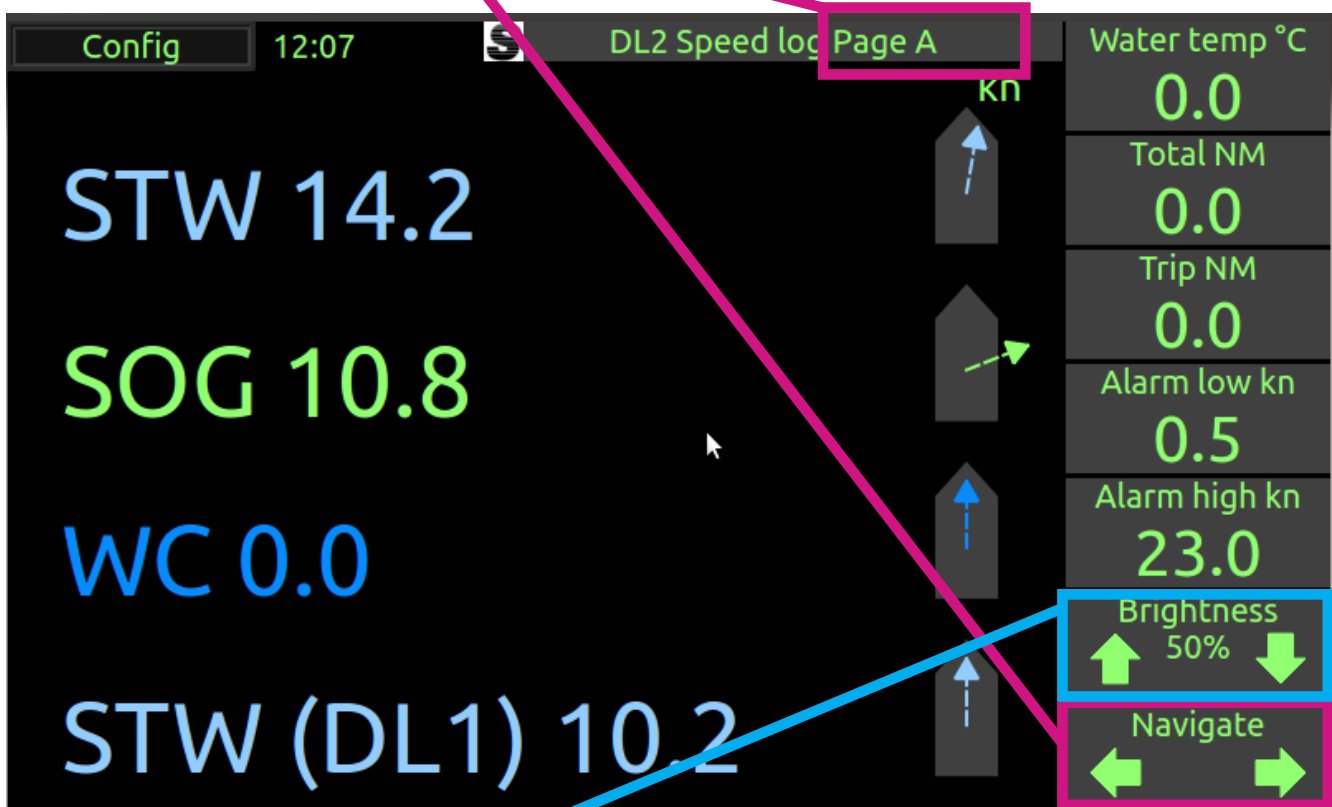 Config 12:07 S DL2 Speed log Page A
kn
STW 14.2
SOG 10.8
WC 0.0
STW (DL1) 10.2
Water temp °C
0.0
Total NM
0.0
Trip NM
0.0
Alarm low kn
0.5
Alarm high kn
23.0
Brightness
50%
Navigate